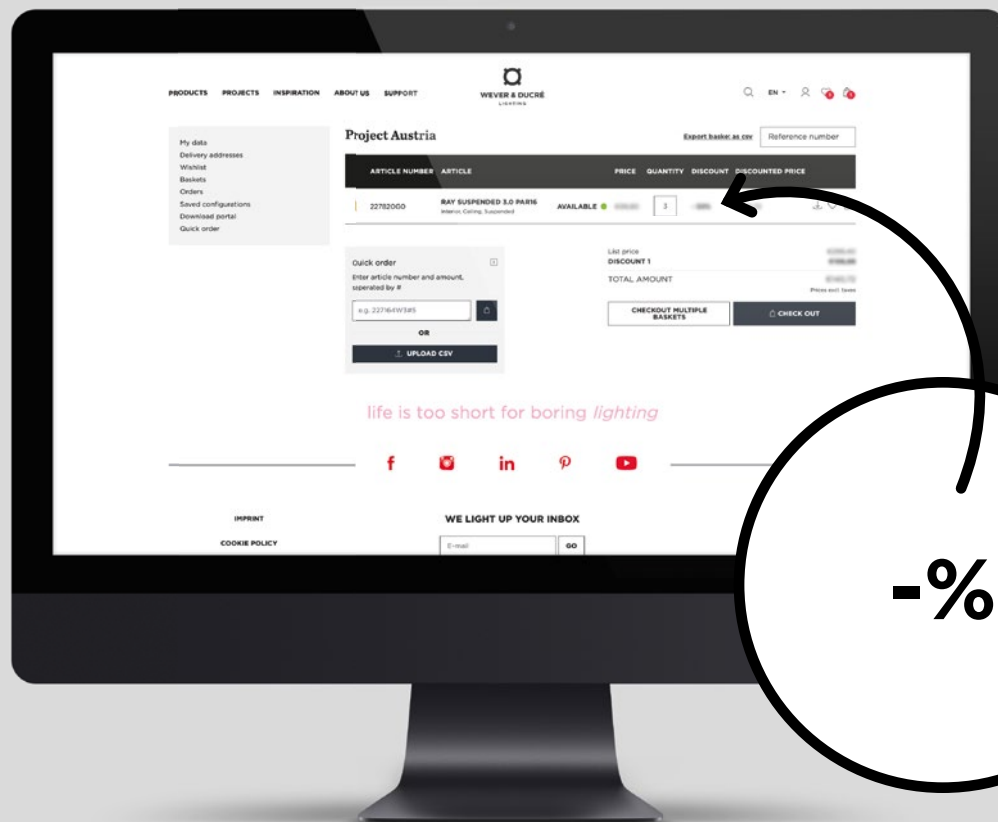 PRODUCTS PROJECTS INSPIRATION ABOUT US SUPPORT
WEVER & DUCRÉ
LIGHTING
EN
Project Austria
Export basket as csv
Reference number
My data
Delivery addresses
Wishlist
Baskets
Orders
Saved configurations
Download portal
Quick order
ARTICLE NUMBER ARTICLE PRICE QUANTITY DISCOUNT DISCOUNTED PRICE
22782OG0 RAY SUSPENDED 3.0 PAR16 AVAILABLE 3
Interior, Ceiling, Suspended
Quick order
Enter article number and amount,
seperated by #
e.g. 227164W3#5
OR
UPLOAD CSV
List price
DISCOUNT 1
TOTAL AMOUNT
Prices excl. taxes
CHECKOUT MULTIPLE
BASKETS
CHECK OUT
life is too short for boring lighting
IMPRINT
COOKIE POLICY
WE LIGHT UP YOUR INBOX
E-mail
GO
-%